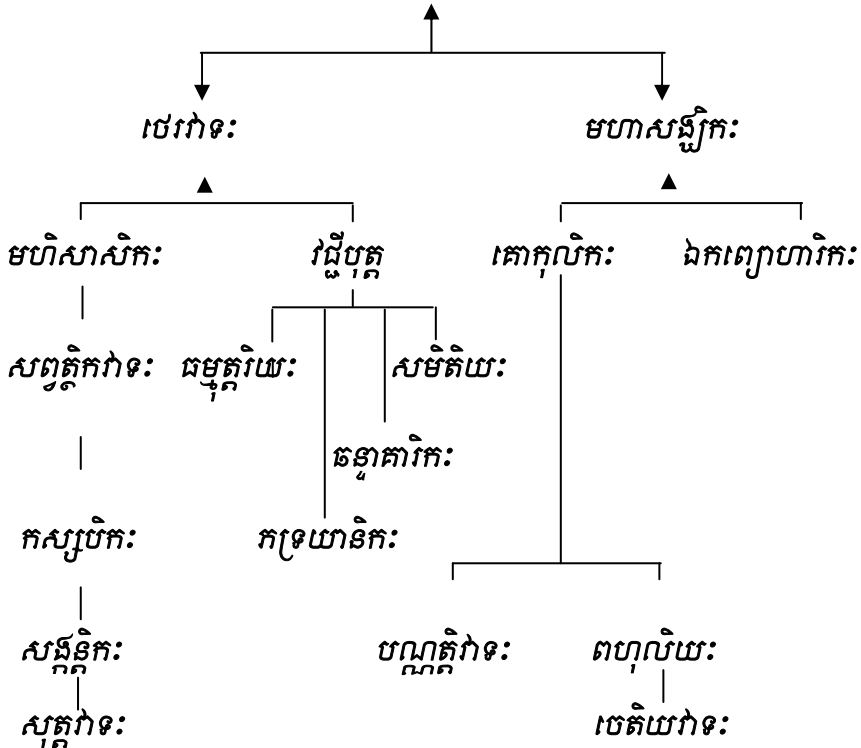 ថេរវាទៈ មហាសង្ឃិកៈ
មហិសាសិកៈ វជ្ជីបុត្ត គោកុលិកៈ ឯកព្យោហារិកៈ
សព្វត្ថិកវាទៈ ធម្មុត្តរិយៈ សមិតិយៈ
ឆន្ទាគារិកៈ
កស្សបិកៈ ភទ្រយានិកៈ
សង្កន្តិកៈ បណ្ណត្តិវាទៈ ពហុលិយៈ
សុត្តវាទៈ ចេតិយវាទៈ